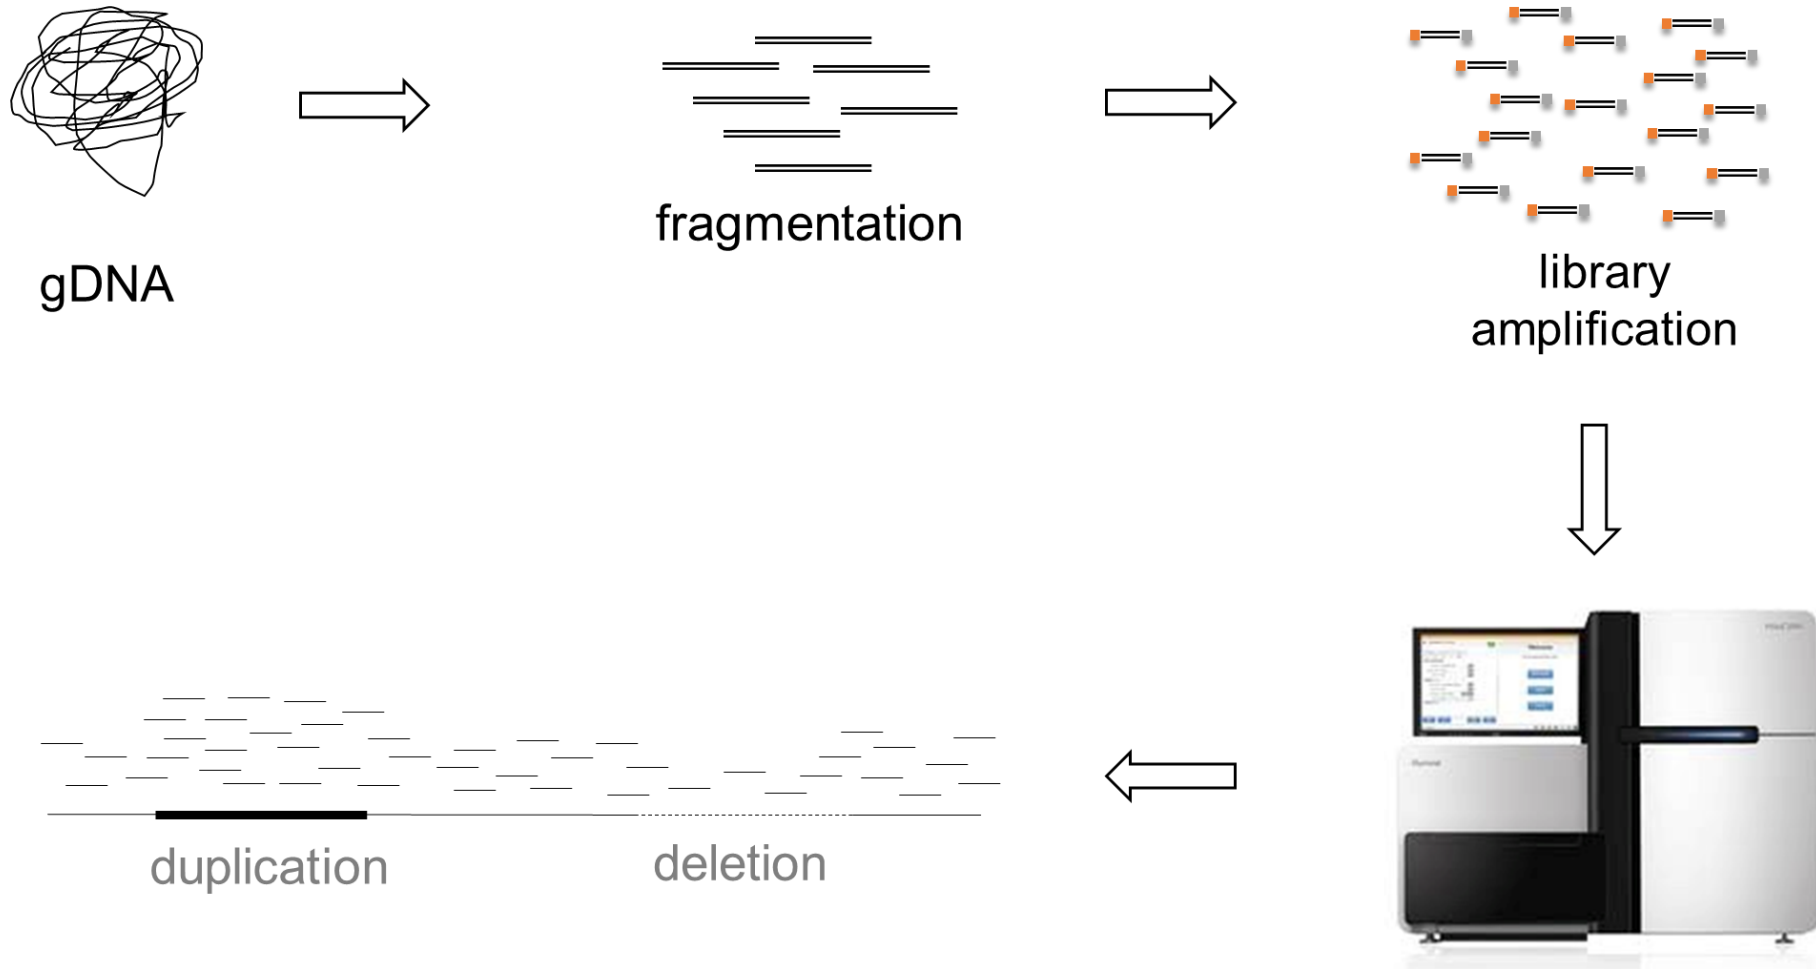 gDNA
fragmentation
library
amplification
duplication
deletion